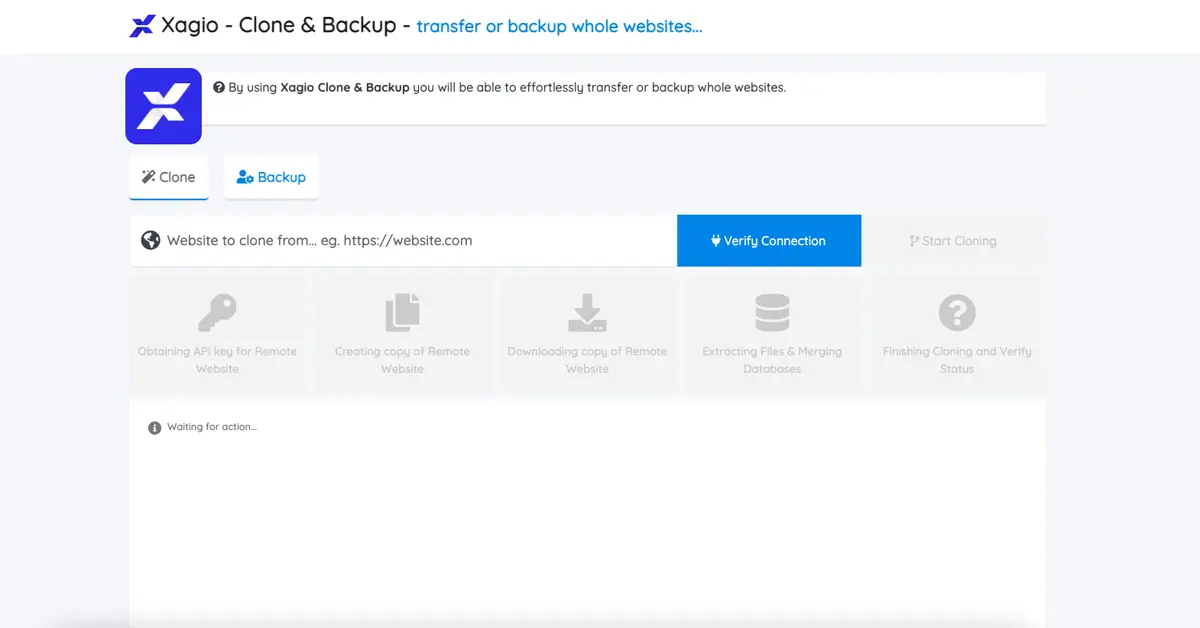 Xagio - Clone & Backup - transfer or backup whole websites...
By using Xagio Clone & Backup you will be able to effortlessly transfer or backup whole websites.
Clone
Backup
Website to clone from... eg. https://website.com
Verify Connection
Start Cloning
Obtaining API key for Remote
Website
Creating copy of Remote
Website
Downloading copy of Remote
Website
Extracting Files & Merging
Databases
Finishing Cloning and Verify
Status
Waiting for action...